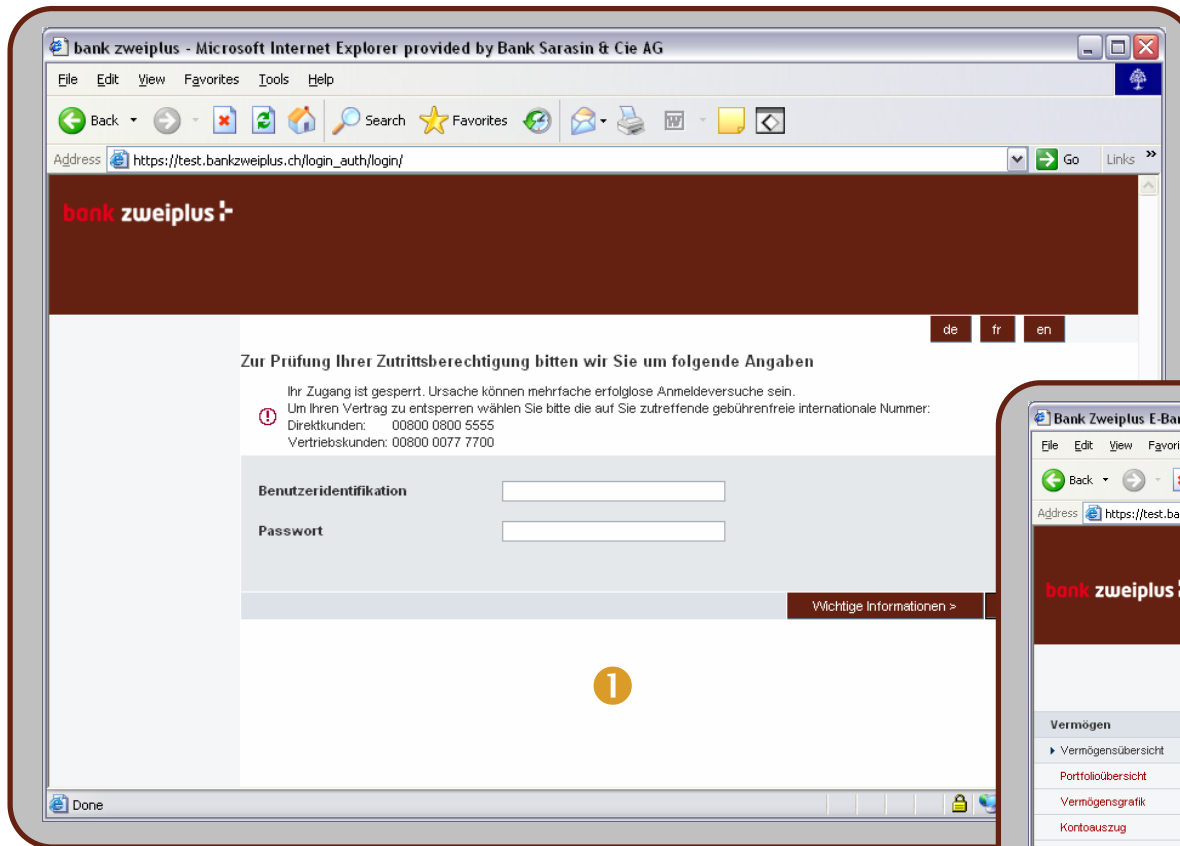 bank zweiplus - Microsoft Internet Explorer provided by Bank Sarasin & Cie AG
File Edit View Favorites Tools Help
Back Search Favorites
Address https://test.bankzweiplus.ch/login_auth/login/ Go Links »
bank zweiplus
de fr en
Zur Prüfung Ihrer Zutrittsberechtigung bitten wir Sie um folgende Angaben
Ihr Zugang ist gesperrt. Ursache können mehrfache erfolglose Anmeldeversuche sein.
Um Ihren Vertrag zu entsperren wählen Sie bitte die auf Sie zutreffende gebührenfreie internationale Nummer:
Direktkunden: 00800 0800 5555
Vertriebskunden: 00800 0077 7700
Benutzeridentifikation
Passwort
Wichtige Informationen >
1
Done
Bank Zweiplus E-Ba
File Edit View Favori
Back
Address https://test.ba
bank zweiplus
Vermögen
Vermögensübersicht
Portfolioübersicht
Vermögensgrafik
Kontoauszug